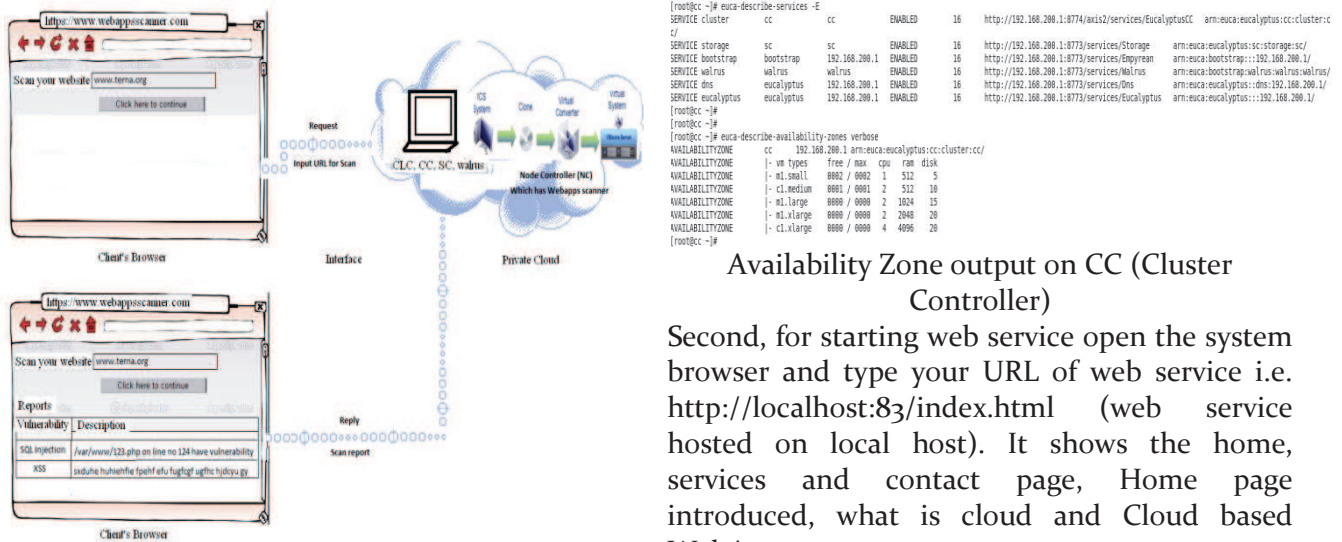 https://www.webappsscanner.com
Scan your website www.terna.org
Click here to continue
Client's Browser
Request
Input URL for Scan
Interface
ICS System
Clone
Virtual Converter
Virtual System
CLC, CC, SC, walrus
Node Controller (NC)
Which has Webapps scanner
Private Cloud
https://www.webappsscanner.com
Scan your website www.terna.org
Click here to continue
Reports
Vulnerability Description
SQL Injection /var/www/123.php on line no 124 have vulnerability
XSS sxduhe huhiehfie fpehf efu fugfcgf ugfhc hjdcyu gy
Client's Browser
Reply
Scan report
[root@cc ~]# euca-describe-services -E
SERVICE cluster cc cc ENABLED 16 http://192.168.200.1:8774/axis2/services/EucalyptusCC arn:euca:eucalyptus:cc:cluster:c
c/
SERVICE storage sc sc ENABLED 16 http://192.168.200.1:8773/services/Storage arn:euca:eucalyptus:sc:storage:sc/
SERVICE bootstrap bootstrap 192.168.200.1 ENABLED 16 http://192.168.200.1:8773/services/Empyrean arn:euca:bootstrap:::192.168.200.1/
SERVICE walrus walrus walrus ENABLED 16 http://192.168.200.1:8773/services/Walrus arn:euca:bootstrap:walrus:walrus:walrus/
SERVICE dns eucalyptus 192.168.200.1 ENABLED 16 http://192.168.200.1:8773/services/Dns arn:euca:eucalyptus::dns:192.168.200.1/
SERVICE eucalyptus eucalyptus 192.168.200.1 ENABLED 16 http://192.168.200.1:8773/services/Eucalyptus arn:euca:eucalyptus:::192.168.200.1/
[root@cc ~]#
[root@cc ~]#
[root@cc ~]# euca-describe-availability-zones verbose
AVAILABILITYZONE cc 192.168.200.1 arn:euca:eucalyptus:cc:cluster:cc/
AVAILABILITYZONE |- vm types free / max cpu ram disk
AVAILABILITYZONE |- m1.small 0002 / 0002 1 512 5
AVAILABILITYZONE |- c1.medium 0001 / 0001 2 512 10
AVAILABILITYZONE |- m1.large 0000 / 0000 2 1024 15
AVAILABILITYZONE |- m1.xlarge 0000 / 0000 2 2048 20
AVAILABILITYZONE |- c1.xlarge 0000 / 0000 4 4096 20
[root@cc ~]#
Availability Zone output on CC (Cluster
Controller)
Second, for starting web service open the system
browser and type your URL of web service i.e.
http://localhost:83/index.html (web service
hosted on local host). It shows the home,
services and contact page, Home page
introduced, what is cloud and Cloud based